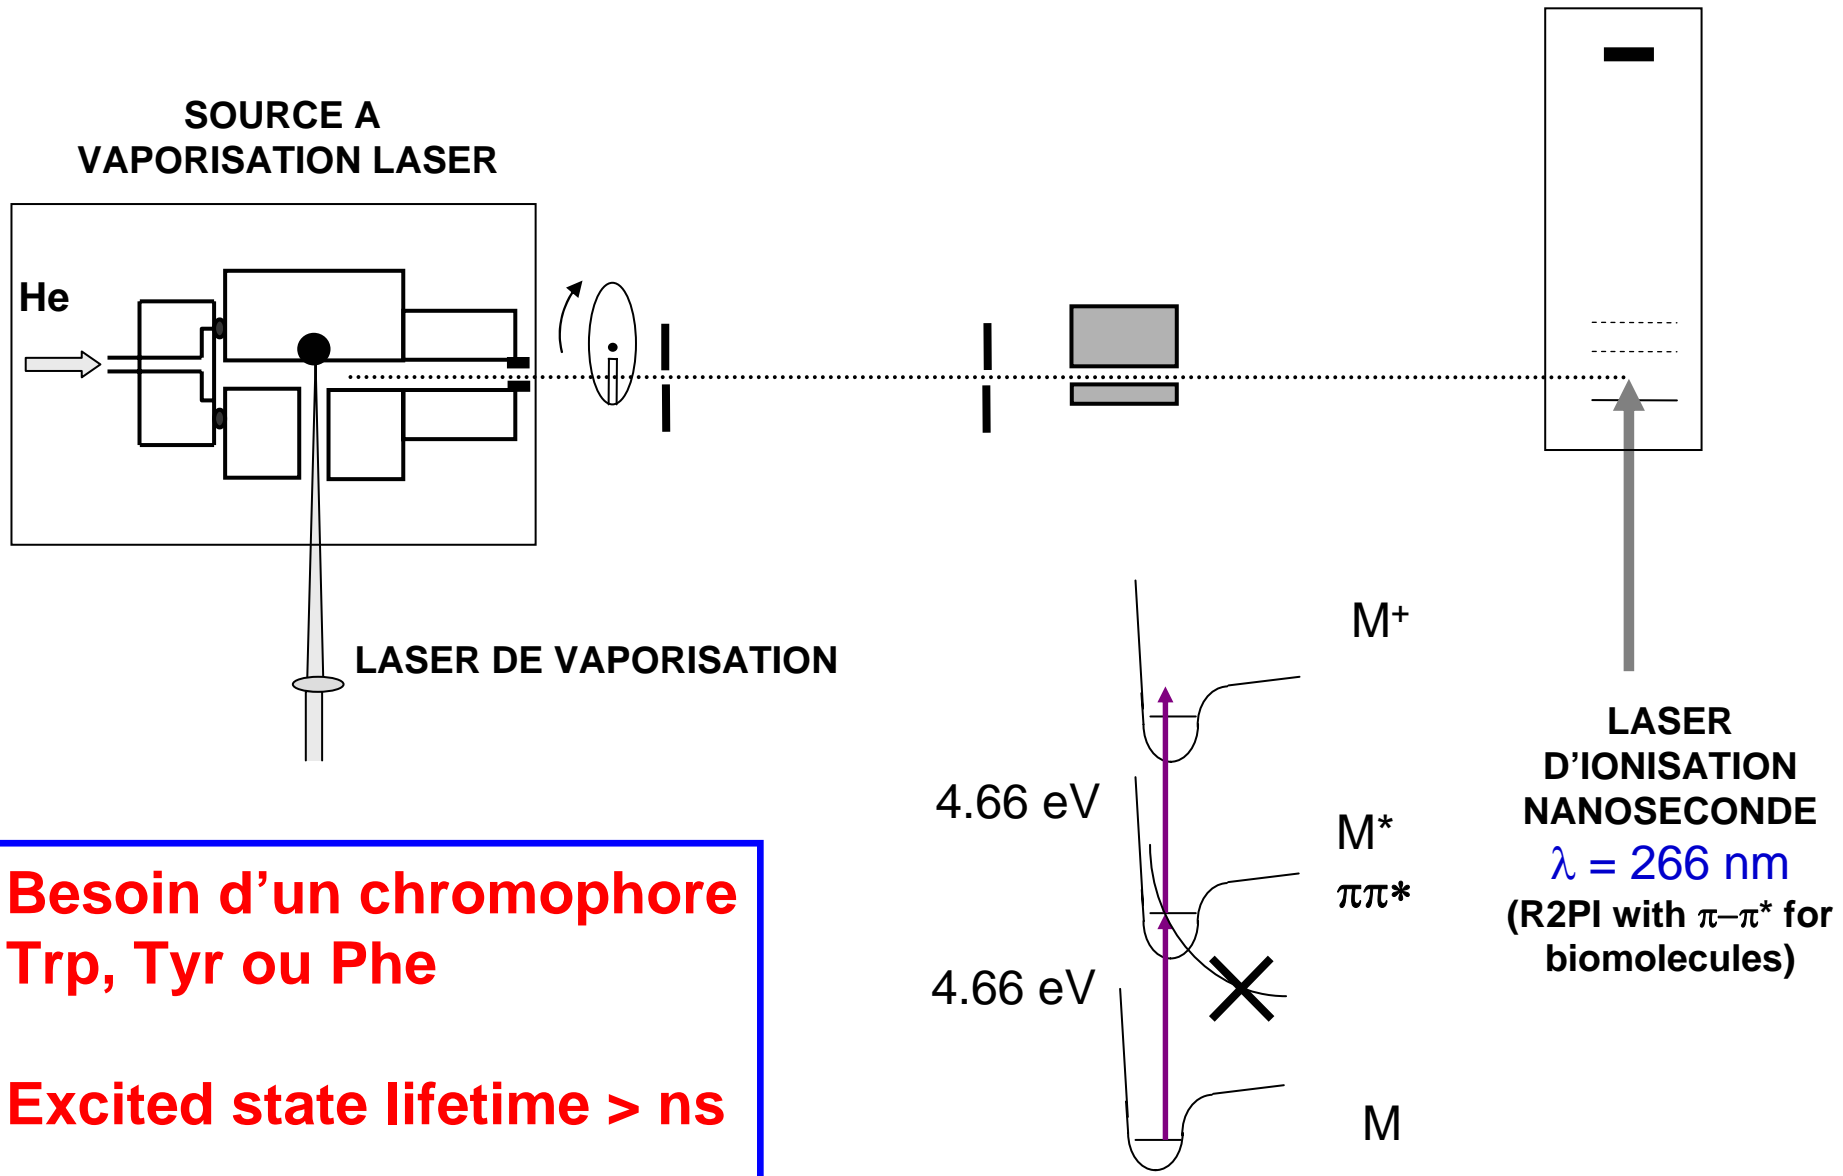 SOURCE A
VAPORISATION LASER
He
LASER DE VAPORISATION
M+
4.66 eV
M*
ππ*
4.66 eV
M
LASER
D'IONISATION
NANOSECONDE
λ = 266 nm
(R2PI with π–π* for
biomolecules)
Besoin d'un chromophore
Trp, Tyr ou Phe
Excited state lifetime > ns